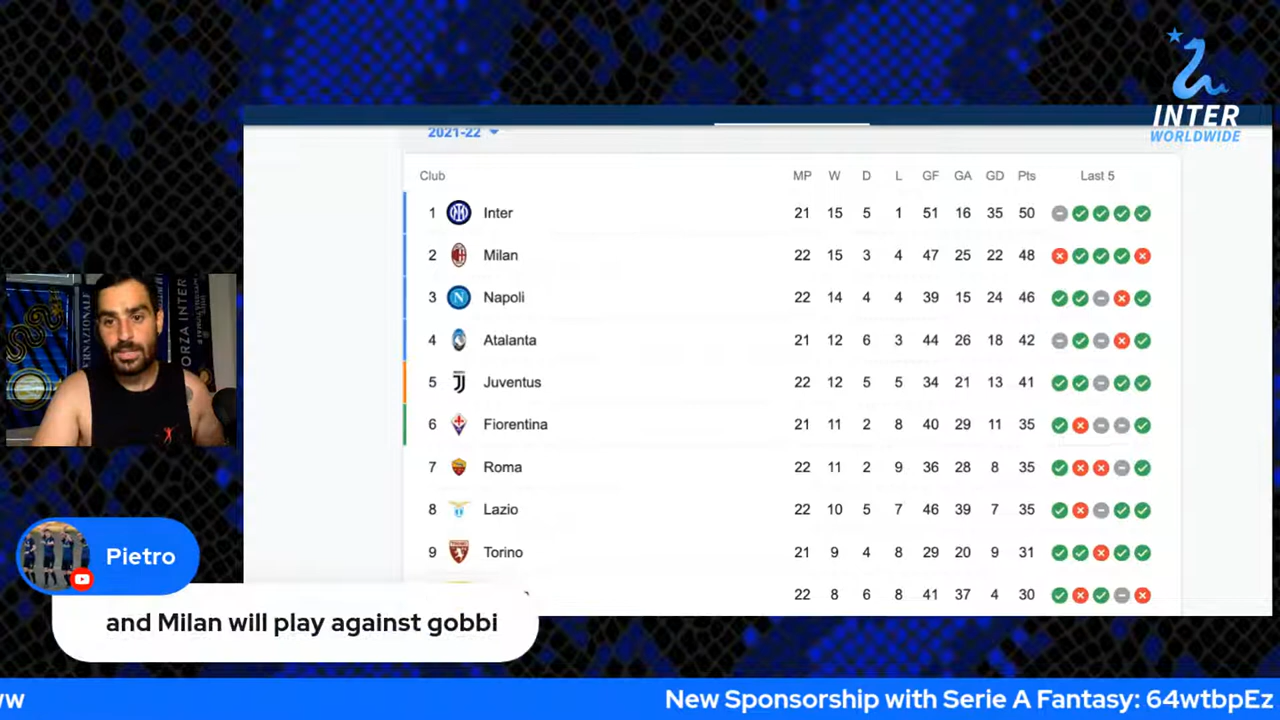 INTER
WORLDWIDE
2021-22
Club MP W D L GF GA GD Pts Last 5
1 Inter 21 15 5 1 51 16 35 50
2 Milan 22 15 3 4 47 25 22 48
3 Napoli 22 14 4 4 39 15 24 46
4 Atalanta 21 12 6 3 44 26 18 42
5 Juventus 22 12 5 5 34 21 13 41
6 Fiorentina 21 11 2 8 40 29 11 35
7 Roma 22 11 2 9 36 28 8 35
8 Lazio 22 10 5 7 46 39 7 35
9 Torino 21 9 4 8 29 20 9 31
22 8 6 8 41 37 4 30
FORZA INTER
Pietro
and Milan will play against gobbi
New Sponsorship with Serie A Fantasy: 64wtbpEz